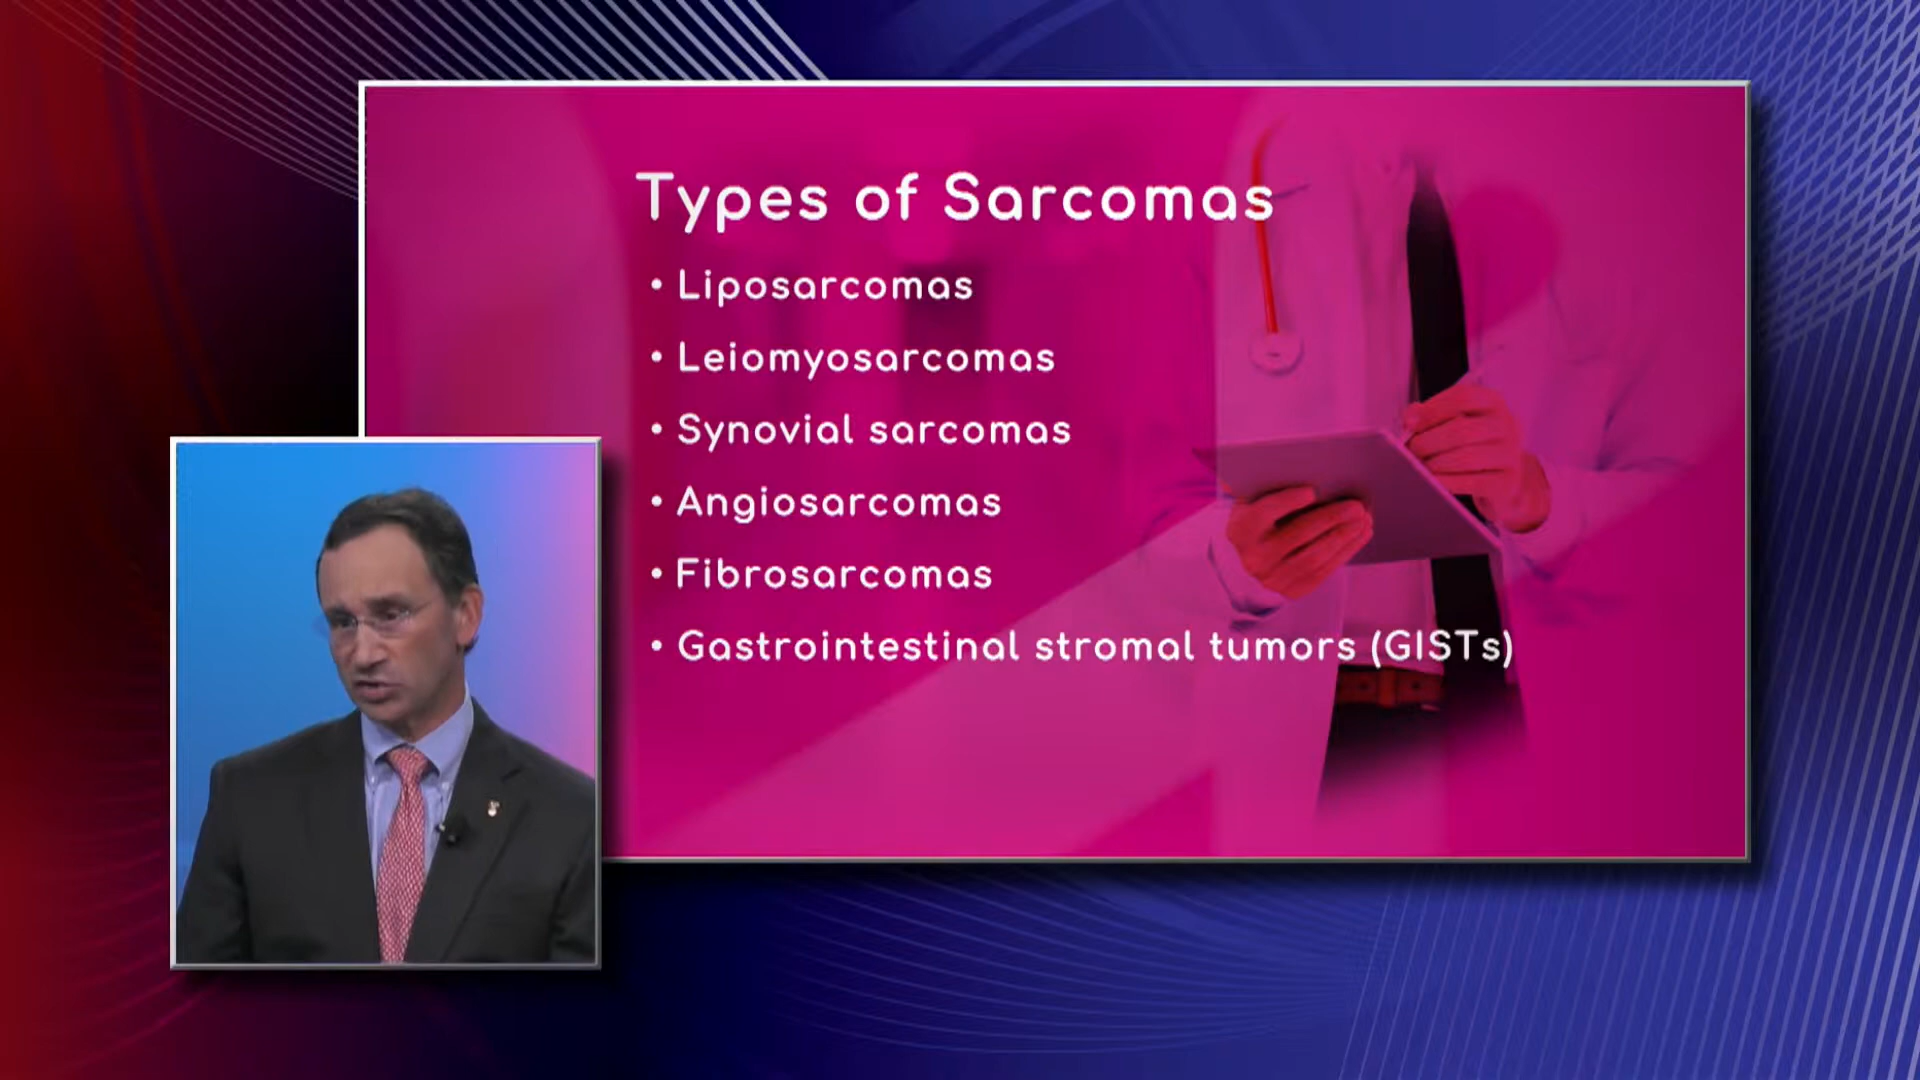 Types of Sarcomas
• Liposarcomas
• Leiomyosarcomas
• Synovial sarcomas
• Angiosarcomas
• Fibrosarcomas
• Gastrointestinal stromal tumors (GISTs)